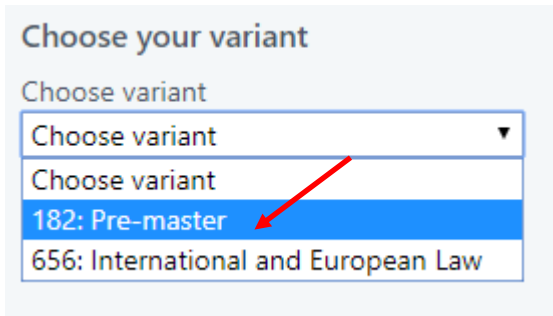 Choose your variant
Choose variant
Choose variant
Choose variant
182: Pre-master
656: International and European Law